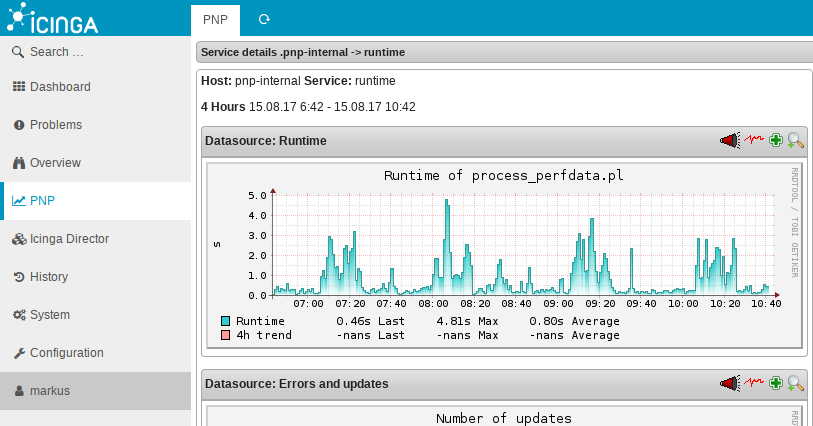 ICINGA
PNP
Search …
Dashboard
Problems
Overview
PNP
Icinga Director
History
System
Configuration
markus
Service details .pnp-internal -> runtime
Host: pnp-internal Service: runtime
4 Hours 15.08.17 6:42 - 15.08.17 10:42
Datasource: Runtime
Runtime of process_perfdata.pl
RRDTOOL / TOBI OETIKER
s
5.0
4.0
3.0
2.0
1.0
0.0
07:00 07:20 07:40 08:00 08:20 08:40 09:00 09:20 09:40 10:00 10:20 10:40
Runtime 0.46s Last 4.81s Max 0.80s Average
4h trend -nans Last -nans Max -nans Average
Datasource: Errors and updates
Number of updates